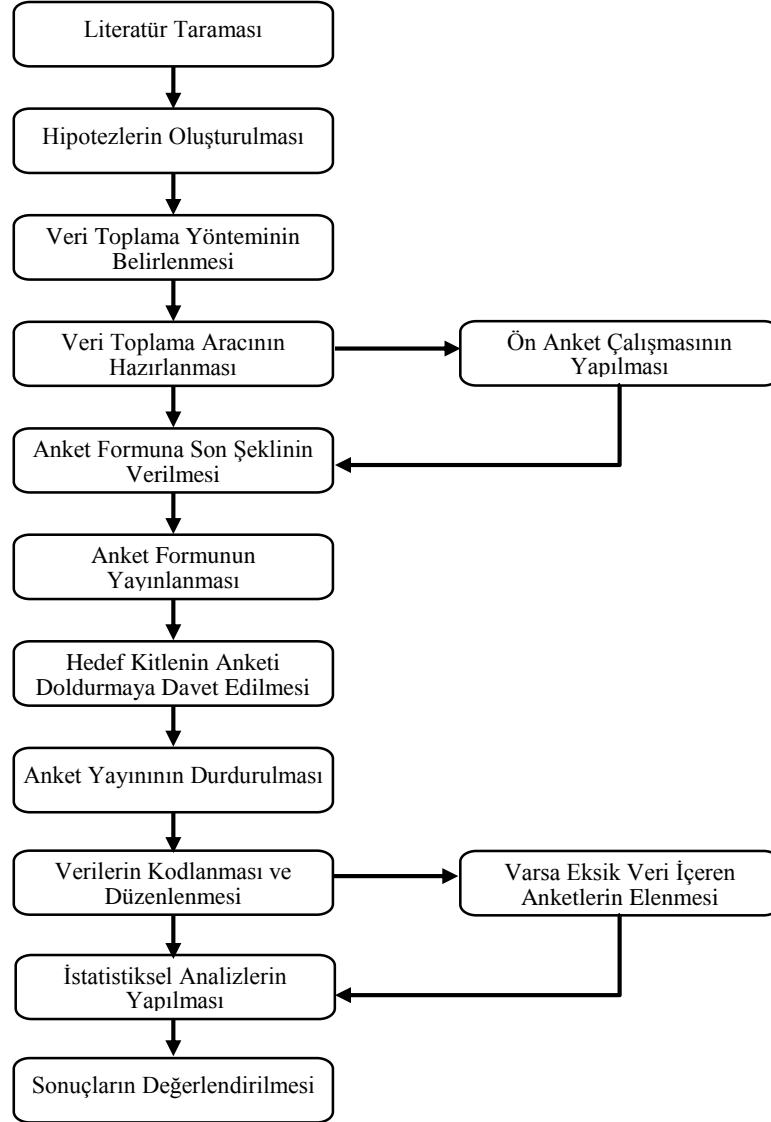 Literatür Taraması
Hipotezlerin Oluşturulması
Veri Toplama Yönteminin
Belirlenmesi
Veri Toplama Aracının
Hazırlanması
Ön Anket Çalışmasının
Yapılması
Anket Formuna Son Şeklinin
Verilmesi
Anket Formunun
Yayınlanması
Hedef Kitlenin Anketi
Doldurmaya Davet Edilmesi
Anket Yayınının Durdurulması
Verilerin Kodlanması ve
Düzenlenmesi
Varsa Eksik Veri İçeren
Anketlerin Elenmesi
İstatistiksel Analizlerin
Yapılması
Sonuçların Değerlendirilmesi